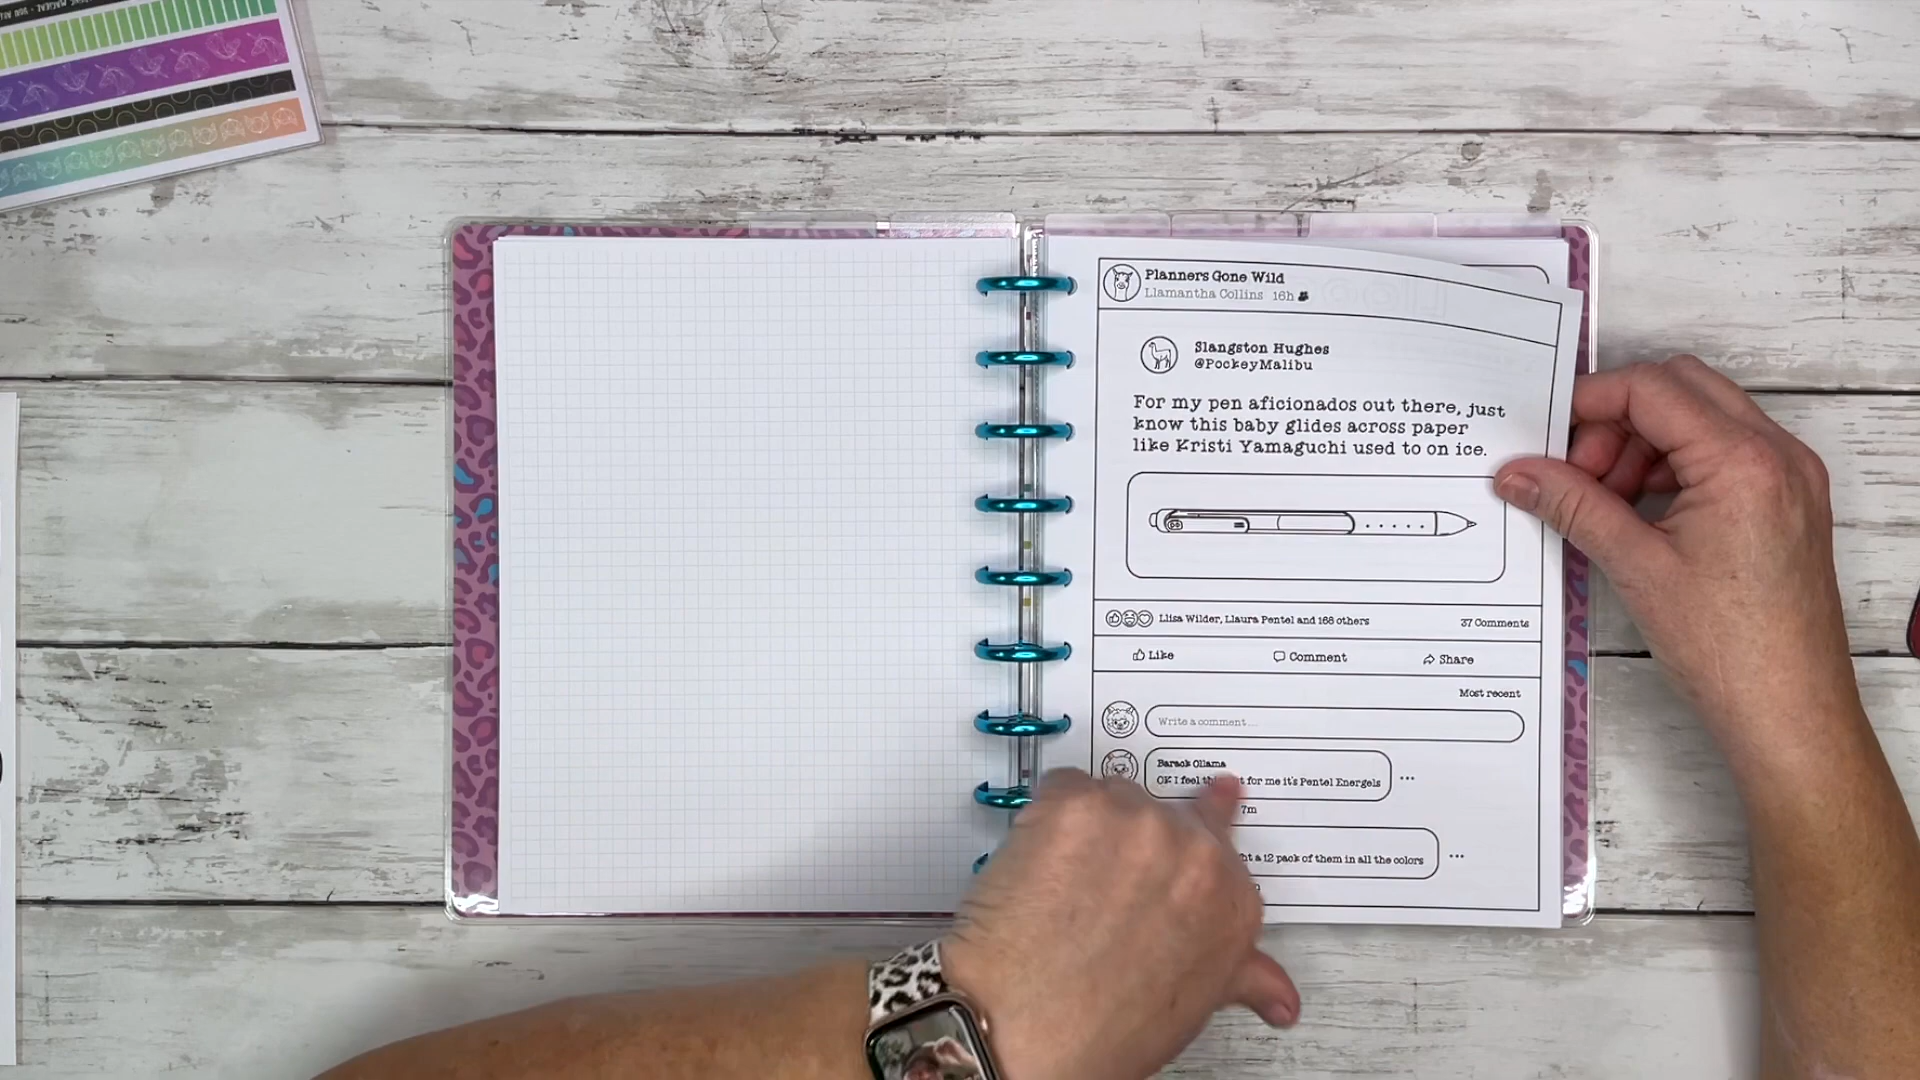 Planners Gone Wild
Llamantha Collins 16h
Slangston Hughes
@PockeyMalibu
For my pen aficionados out there, just
know this baby glides across paper
like Kristi Yamaguchi used to on ice.
Llisa Wilder, Llaura Pentel and 168 others
37 Comments
Like
Comment
Share
Most recent
Write a comment...
Barack Ollama
OK I feel for me it's Pentel Energels
7m
a 12 pack of them in all the colors